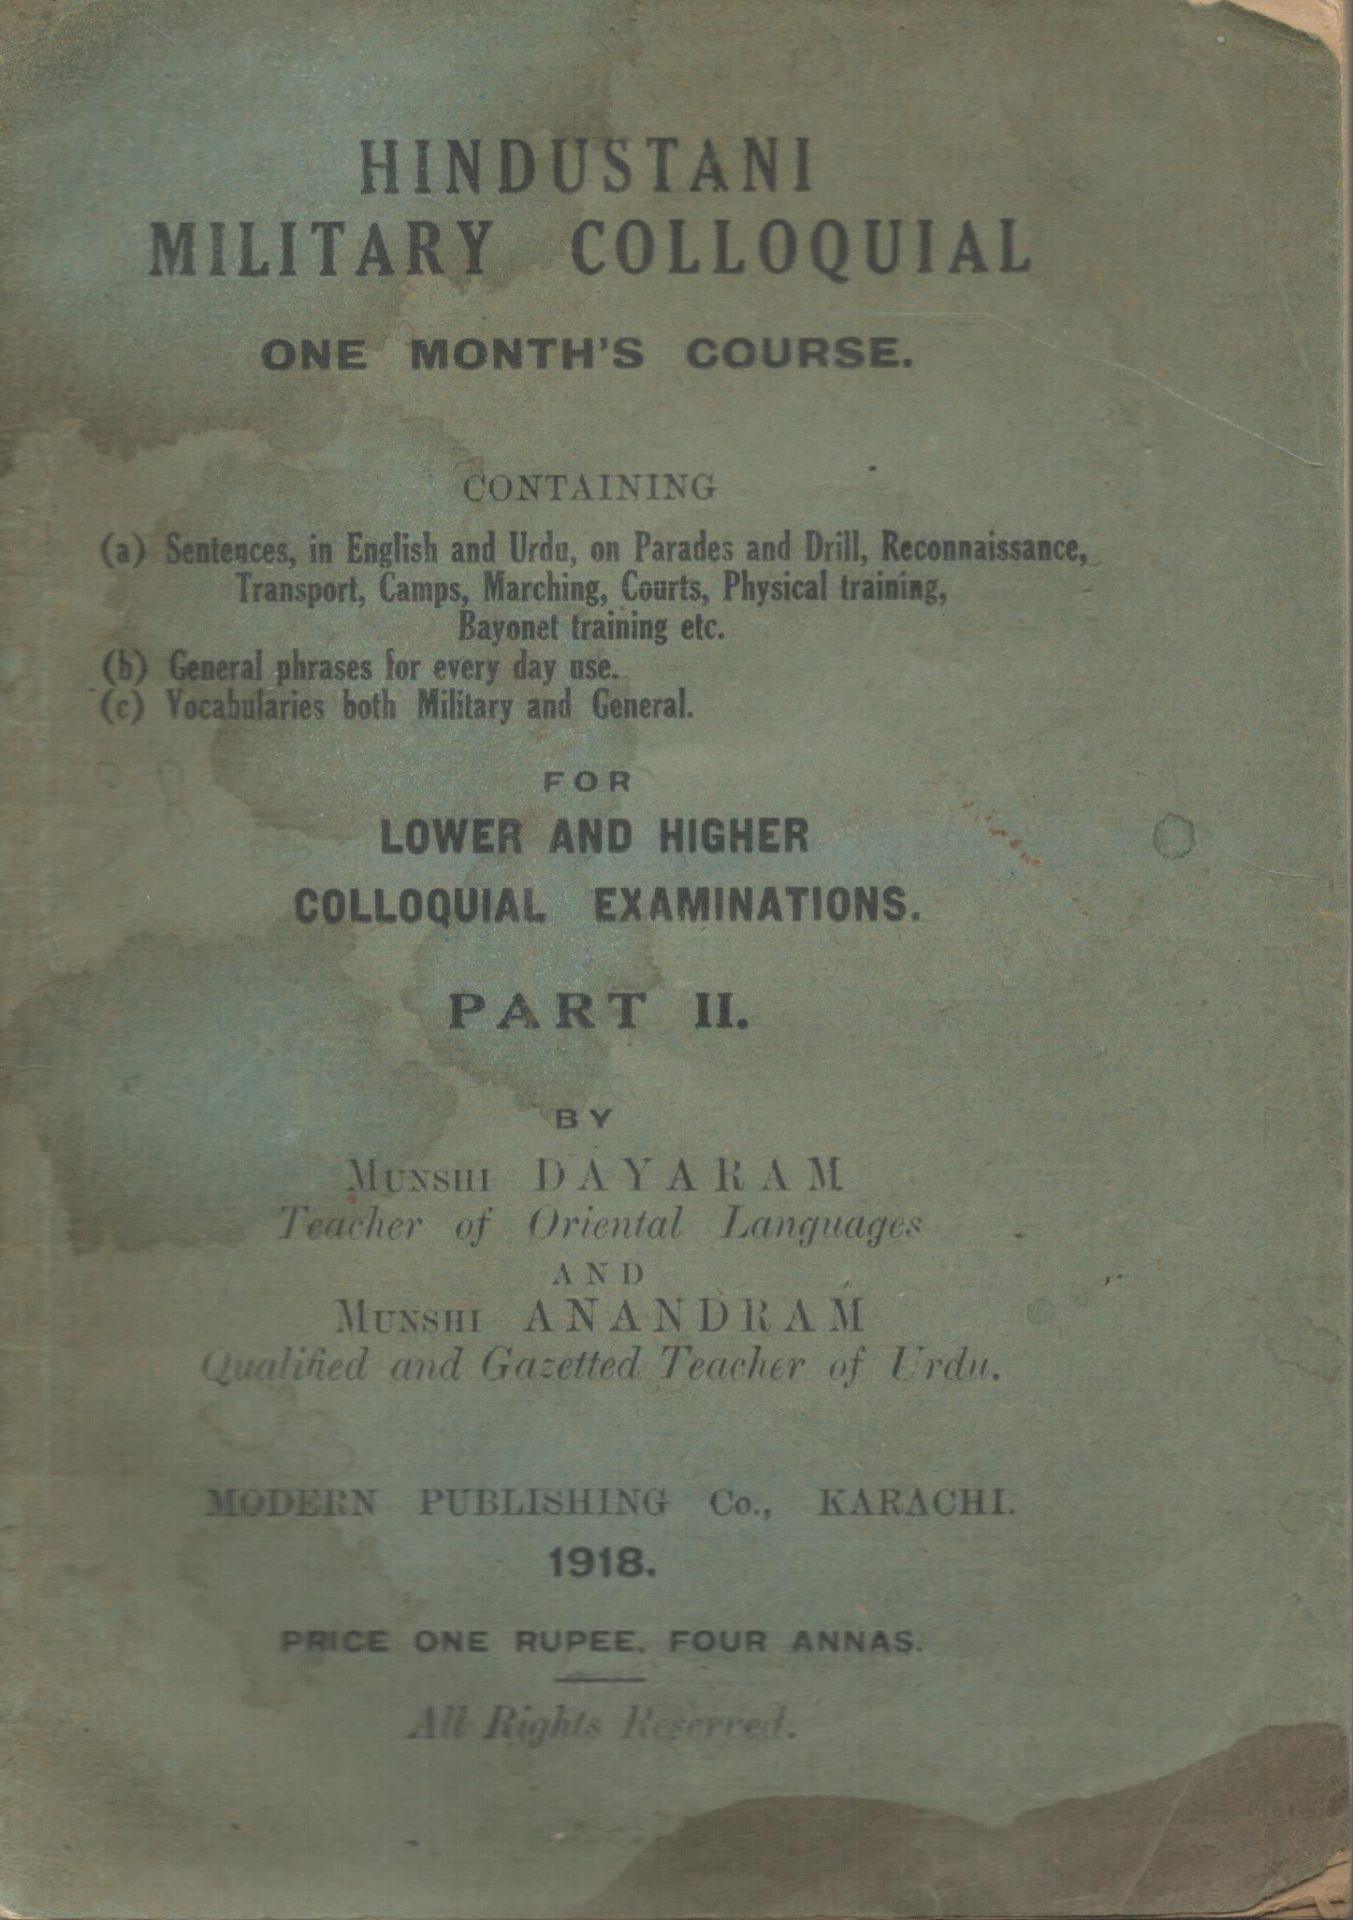 HINDUSTANI
MILITARY COLLOQUIAL
ONE MONTH'S COURSE.
CONTAINING
(a) Sentences, in English and Urdu, on Parades and Drill, Reconnaissance,
Transport, Camps, Marching, Courts, Physical training,
Bayonet training etc.
(b) General phrases for every day use.
(c) Vocabularies both Military and General.
FOR
LOWER AND HIGHER
COLLOQUIAL EXAMINATIONS.
PART II.
BY
MUNSHI DAYARAM
Teacher of Oriental Languages
AND
MUNSHI ANANDRAM
Qualified and Gazetted Teacher of Urdu.
MODERN PUBLISHING Co., KARACHI.
1918.
PRICE ONE RUPEE. FOUR ANNAS.
All Rights Reserved.